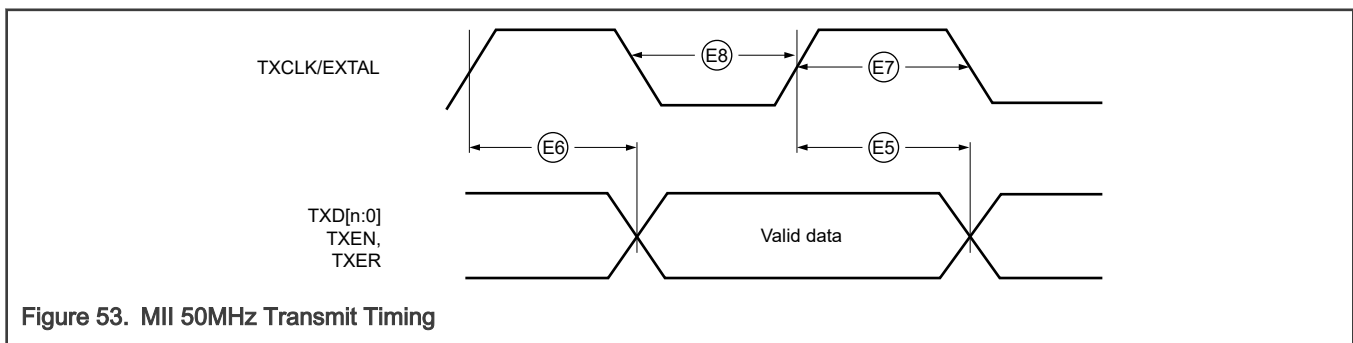 TXCLK/EXTAL
E8
E7
E6
E5
TXD[n:0]
TXEN,
TXER
Valid data
Figure 53. MII 50MHz Transmit Timing